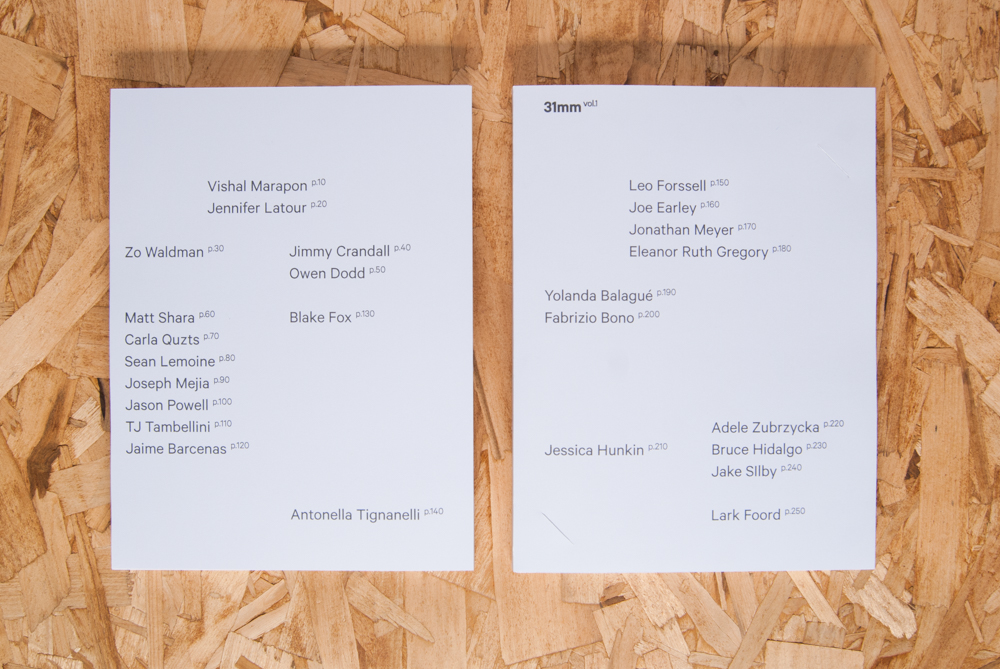 Vishal Marapon p.10
Jennifer Latour p.20
Zo Waldman p.30
Jimmy Crandall p.40
Owen Dodd p.50
Matt Shara p.60
Carla Quzts p.70
Sean Lemoine p.80
Joseph Mejia p.90
Jason Powell p.100
TJ Tambellini p.110
Jaime Barcenas p.120
Blake Fox p.130
Antonella Tignanelli p.140
31mm vol.1
Leo Forssell p.150
Joe Earley p.160
Jonathan Meyer p.170
Eleanor Ruth Gregory p.180
Yolanda Balagué p.190
Fabrizio Bono p.200
Jessica Hunkin p.210
Adele Zubrzycka p.220
Bruce Hidalgo p.230
Jake SIlby p.240
Lark Foord p.250